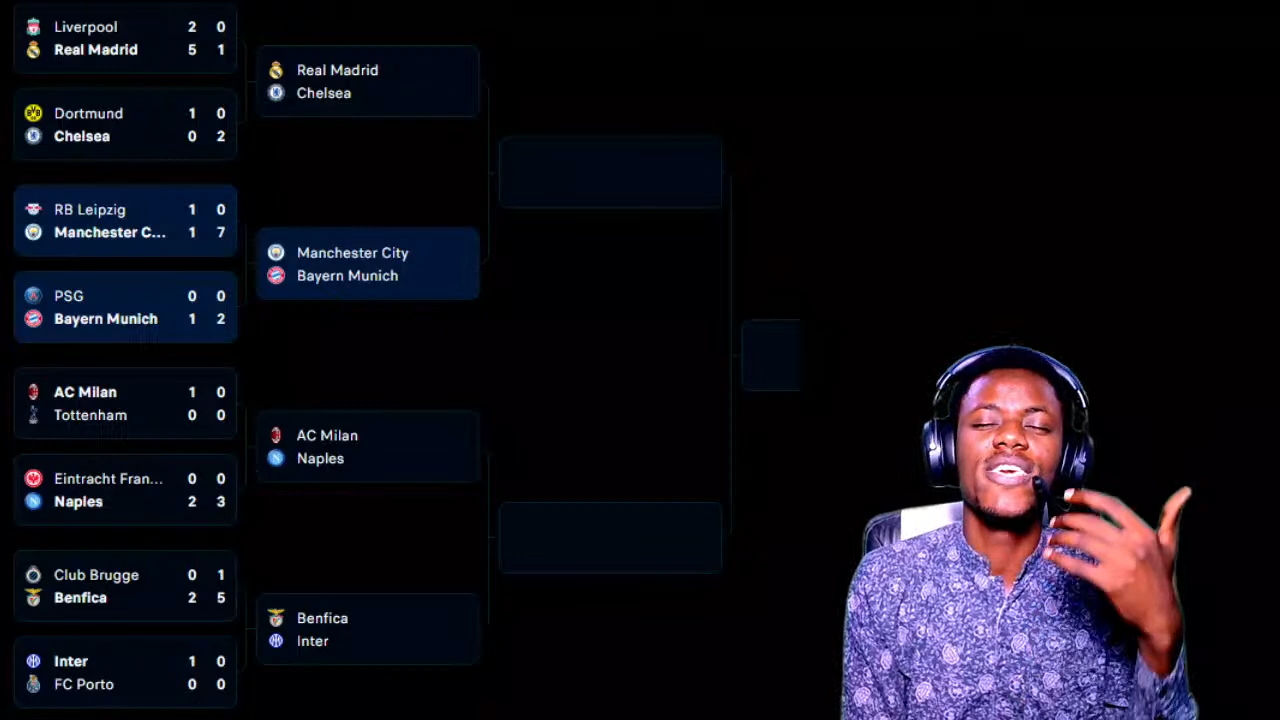 Liverpool 2 0
Real Madrid 5 1
Dortmund 1 0
Chelsea 0 2
RB Leipzig 1 0
Manchester C... 1 7
PSG 0 0
Bayern Munich 1 2
AC Milan 1 0
Tottenham 0 0
Eintracht Fran... 0 0
Naples 2 3
Club Brugge 0 1
Benfica 2 5
Inter 1 0
FC Porto 0 0
Real Madrid
Chelsea
Manchester City
Bayern Munich
AC Milan
Naples
Benfica
Inter